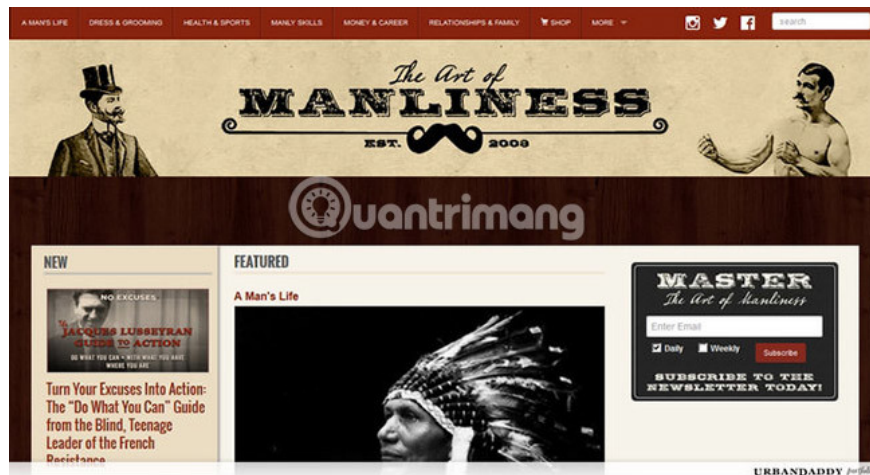 A MAN'S LIFE DRESS & GROOMING HEALTH & SPORTS MANLY SKILLS MONEY & CAREER RELATIONSHIPS & FAMILY SHOP MORE search
The Art of
MANLINESS
EST. 2008
Quantrimang
NEW
NO EXCUSES
The
JACQUES LUSSEYRAN
GUIDE TO ACTION
DO WHAT YOU CAN • WITH WHAT YOU HAVE
WHERE YOU ARE
Turn Your Excuses Into Action:
The "Do What You Can" Guide
from the Blind, Teenage
Leader of the French
Resistance
FEATURED
A Man's Life
MASTER
The Art of Manliness
Enter Email
Daily Weekly Subscribe
SUBSCRIBE TO THE
NEWSLETTER TODAY!
URBANDADDY